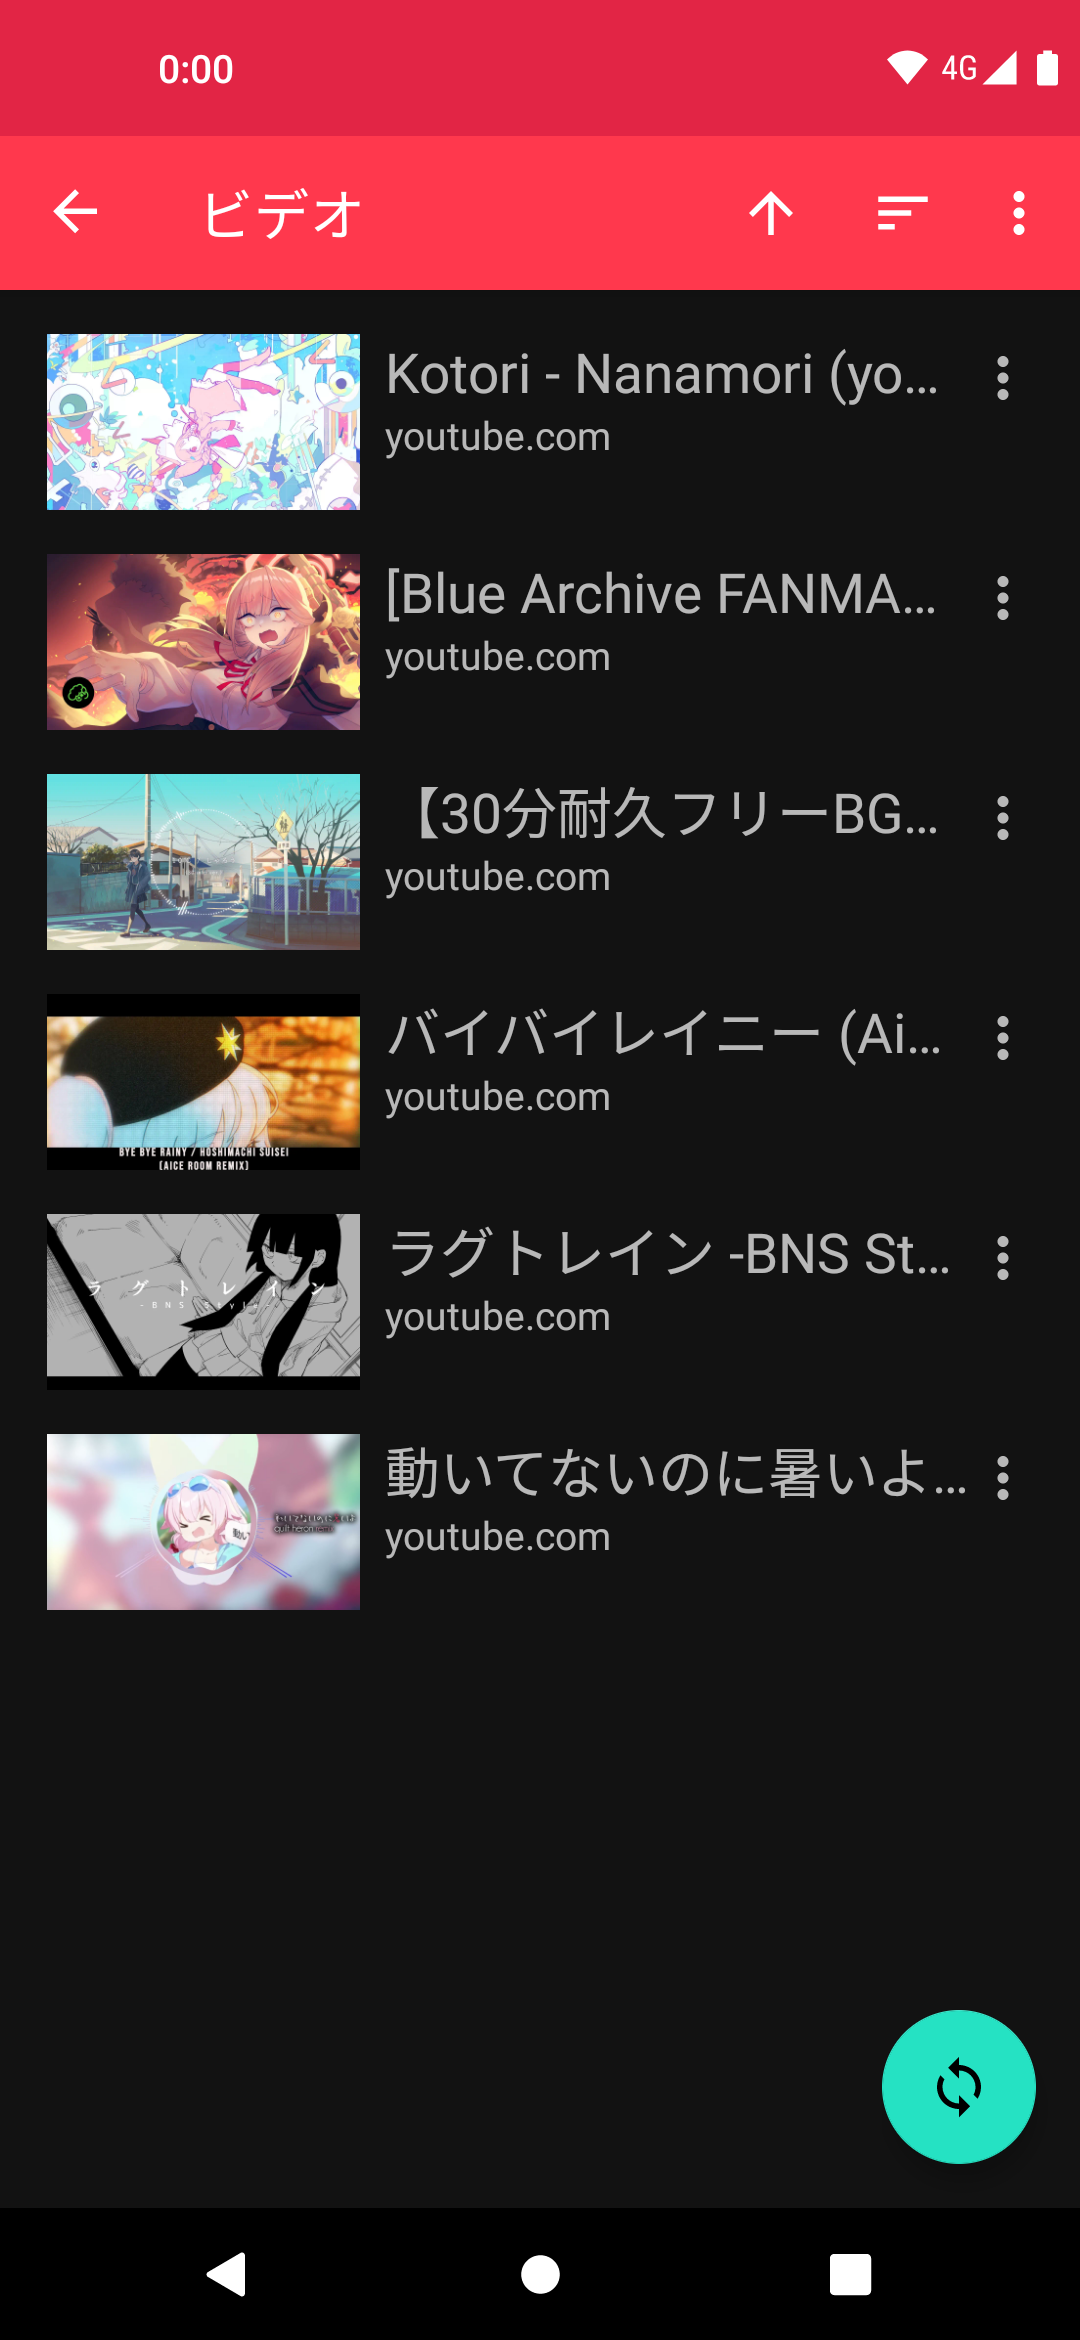 0:00
4G
ビデオ
Kotori - Nanamori (yo...
youtube.com
[Blue Archive FANMA...
youtube.com
【30分耐久フリーBG...
youtube.com
バイバイレイニー (Ai...
youtube.com
BYE BYE RAINY / HOSHIMACHI SUISEI
[AICE ROOM REMIX]
ラグトレイン -BNS St...
youtube.com
ラグトレイン
-BNS Style-
動いてないのに暑いよ...
youtube.com